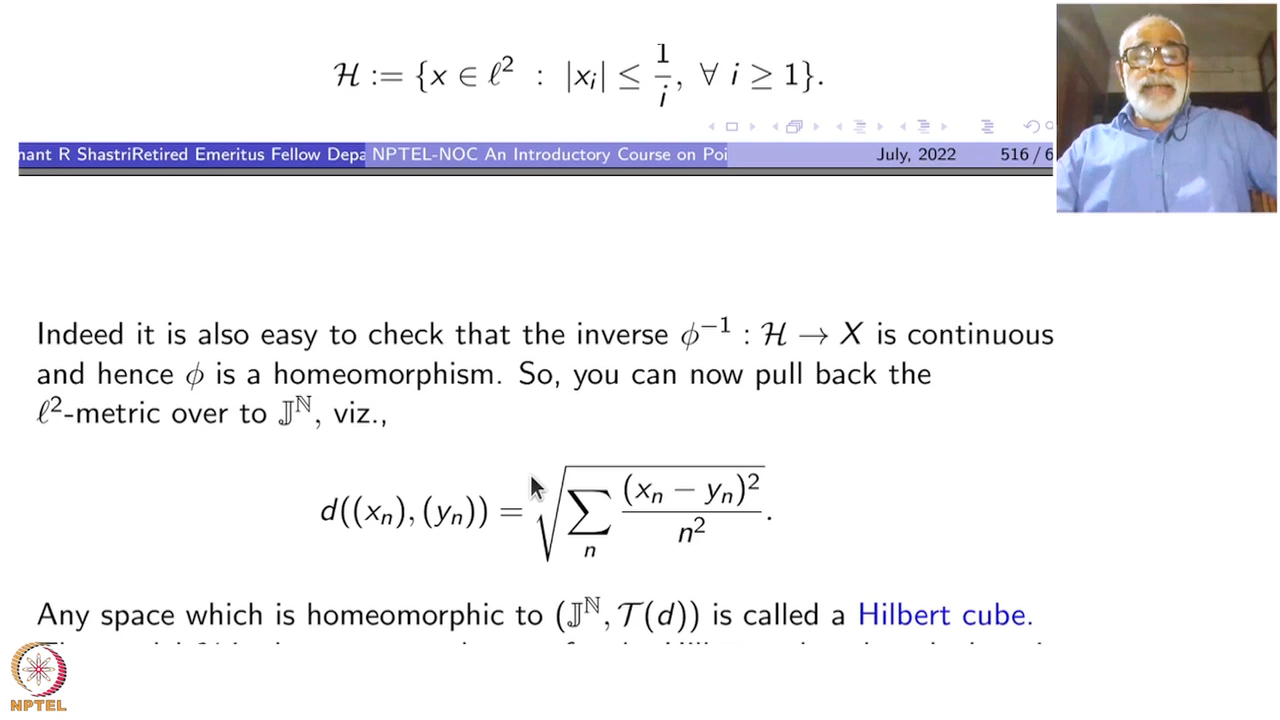 ℋ := {x ∈ ℓ² : |xᵢ| ≤ 1/i, ∀ i ≥ 1}.
nant R ShastriRetired Emeritus Fellow Depa NPTEL-NOC An Introductory Course on Poi July, 2022 516 / 6
Indeed it is also easy to check that the inverse ϕ⁻¹ : ℋ → X is continuous
and hence ϕ is a homeomorphism. So, you can now pull back the
ℓ²-metric over to 𝕁^ℕ, viz.,
d((xₙ), (yₙ)) = √(∑ₙ (xₙ − yₙ)²/n²).
Any space which is homeomorphic to (𝕁^ℕ, 𝒯(d)) is called a Hilbert cube.
NPTEL